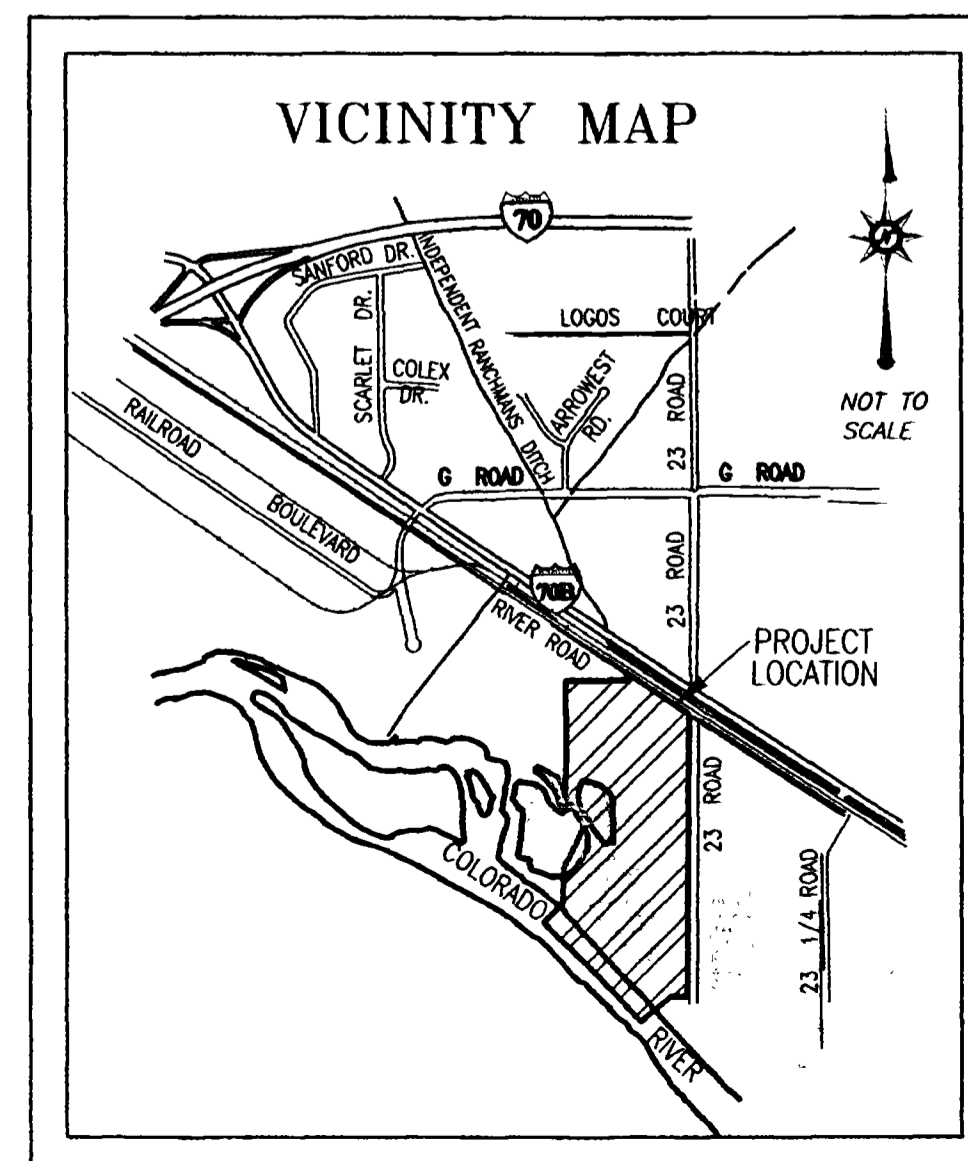 VICINITY MAP
70
N
SANFORD DR.
INDEPENDENT RANCHMANS DITCH
LOGOS COURT
SCARLET DR.
COLEX
DR.
ARROWEST
RD.
23 ROAD
NOT TO
SCALE
RAILROAD
BOULEVARD
G ROAD
G ROAD
23 ROAD
70B
RIVER ROAD
PROJECT
LOCATION
23 ROAD
COLORADO
23 1/4 ROAD
RIVER